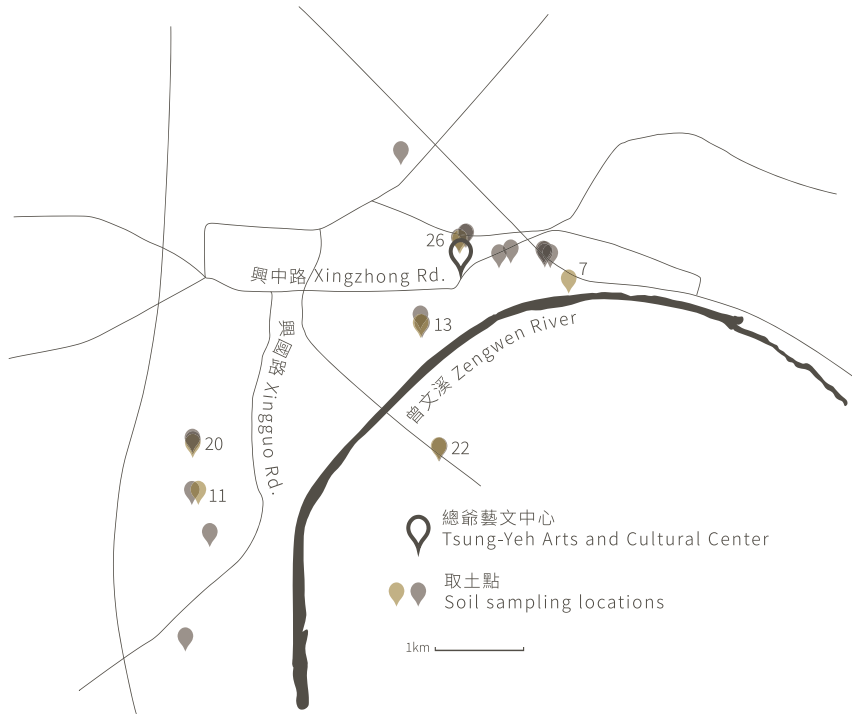 26
7
興中路 Xingzhong Rd.
13
興國路 Xingguo Rd.
曾文溪 Zengwen River
20
22
11
總爺藝文中心
Tsung-Yeh Arts and Cultural Center
取土點
Soil sampling locations
1km